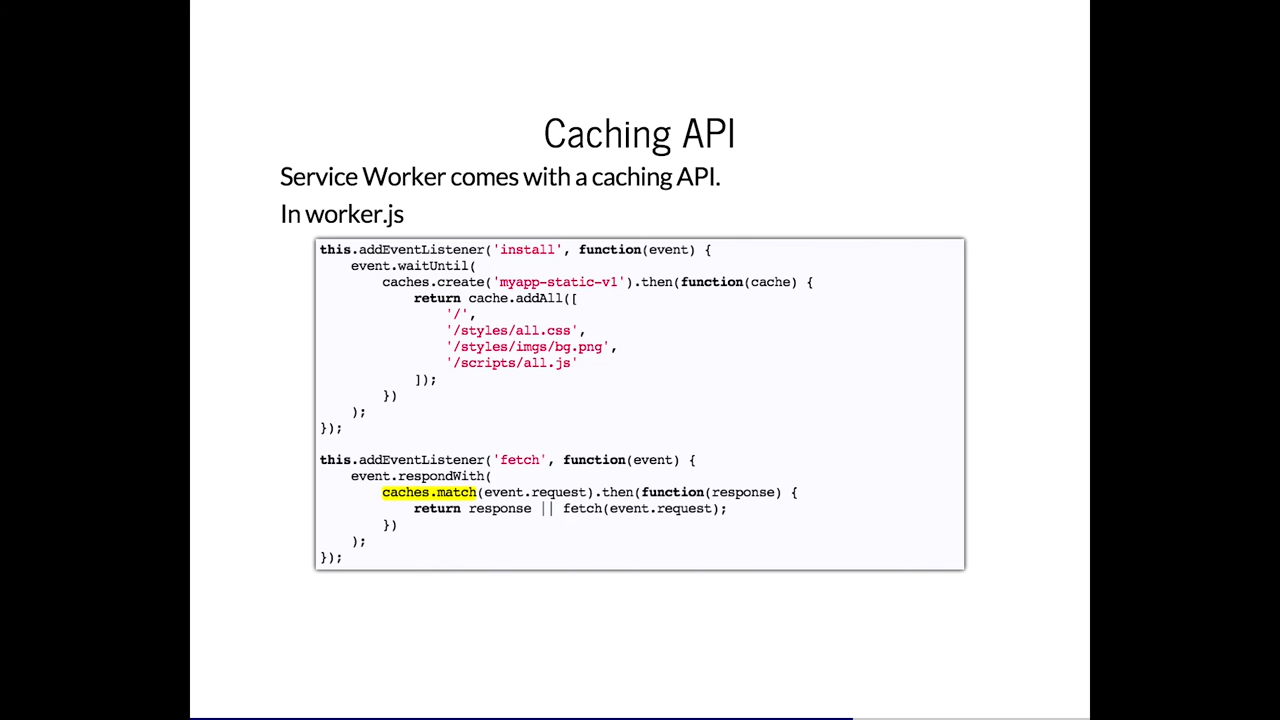 Caching API
Service Worker comes with a caching API.
In worker.js
this.addEventListener('install', function(event) {
    event.waitUntil(
        caches.create('myapp-static-v1').then(function(cache) {
            return cache.addAll([
                '/',
                '/styles/all.css',
                '/styles/imgs/bg.png',
                '/scripts/all.js'
            ]);
        })
    );
});

this.addEventListener('fetch', function(event) {
    event.respondWith(
        caches.match(event.request).then(function(response) {
            return response || fetch(event.request);
        })
    );
});